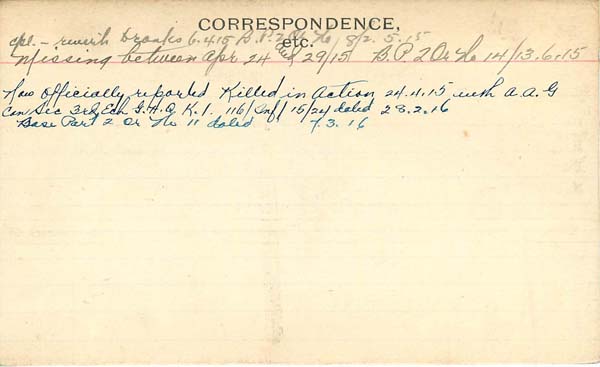 CORRESPONDENCE,
etc.
Cpl. – reverts to ranks 6.4.15 B.P. 2 Or No 8/2.5.15
Missing between Apr 24 and 29/15 B.P 2 Or No 14/13.6.15
Now Officially reported Killed in Action 24.4.15 with A.A.G
Can Sec 3rd Ech G.H.Q K.1. 116/Inf/15/24 dated 28.2.16
Base Part 2 Or No 11 dated 7.3.16